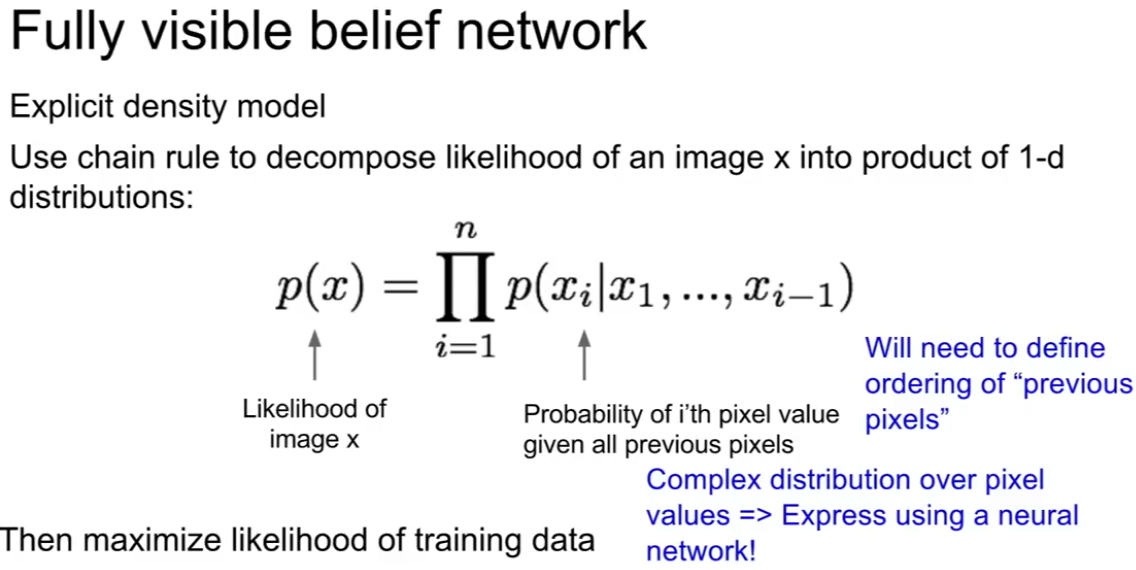 Fully visible belief network
Explicit density model
Use chain rule to decompose likelihood of an image x into product of 1-d
distributions:
p(x) = ∏_{i=1}^{n} p(x_i|x_1, ..., x_{i−1})
Likelihood of
image x
Probability of i'th pixel value
given all previous pixels
Will need to define
ordering of “previous
pixels”
Complex distribution over pixel
values => Express using a neural
network!
Then maximize likelihood of training data